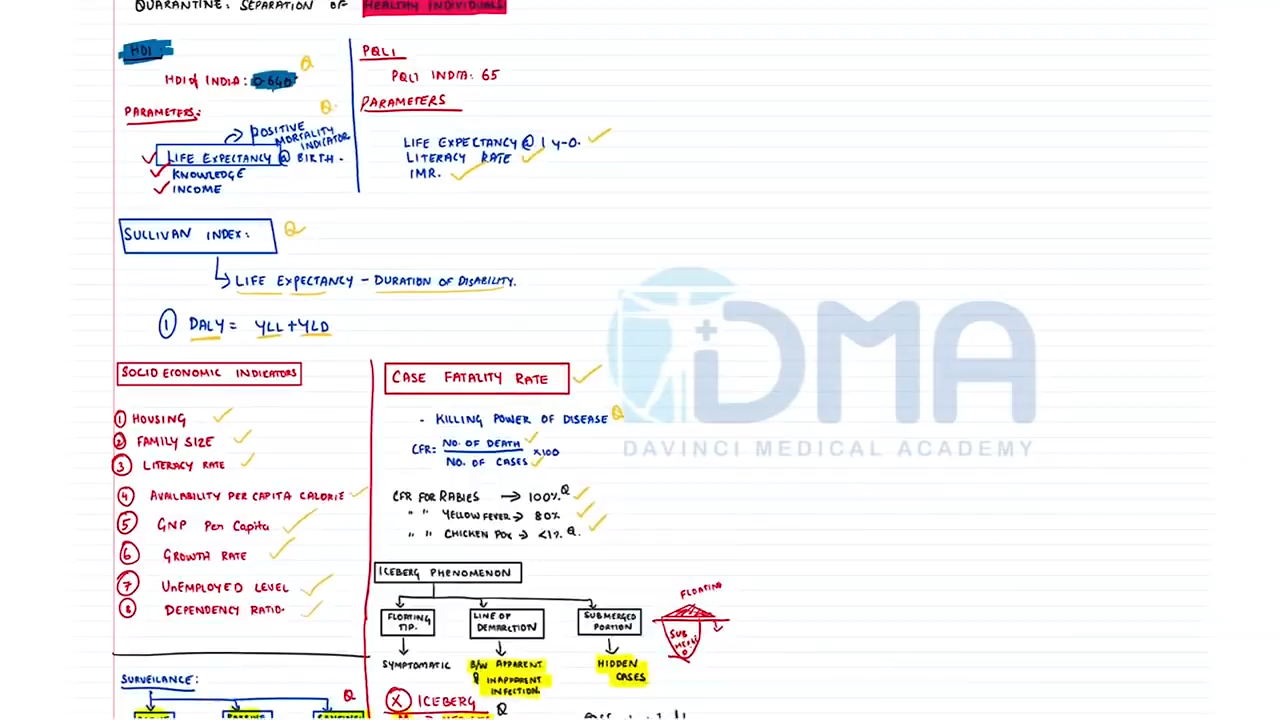 QUARANTINE: SEPARATION OF HEALTHY INDIVIDUALS
HDI
HDI of INDIA: 0.640
Q
PARAMETERS:
Q
POSITIVE
MORTALITY
INDICATOR
LIFE EXPECTANCY @ BIRTH.
KNOWLEDGE
INCOME
PQLI
PQLI INDIA: 65
PARAMETERS
LIFE EXPECTANCY @ 1 y.o.
LITERACY RATE
IMR.
SULLIVAN INDEX:
Q
LIFE EXPECTANCY - DURATION OF DISABILITY.
① DALY = YLL + YLD
SOCIO ECONOMIC INDICATORS
① HOUSING
② FAMILY SIZE
③ LITERACY RATE
④ AVAILABILITY PER CAPITA CALORIE
⑤ GNP Per Capita
⑥ GROWTH RATE
⑦ UnEMPLOYED LEVEL
⑧ DEPENDENCY RATIO.
CASE FATALITY RATE
- KILLING POWER OF DISEASE Q
CFR: NO. OF DEATH
NO. OF CASES
×100
CFR FOR RABIES → 100%. Q
" " YELLOW FEVER → 80%
" " CHICKEN POX → <1%. Q.
ICEBERG PHENOMENON
FLOATING
TIP.
LINE OF
DEMARCTION
SUBMERGED
PORTION
SYMPTOMATIC
B/W APPARENT
& INAPPARENT
INFECTION.
HIDDEN
CASES
FLOATING
SUB
MERGE
D
SURVEILANCE:
Q
X ICEBERG
Q
DMA
DAVINCI MEDICAL ACADEMY